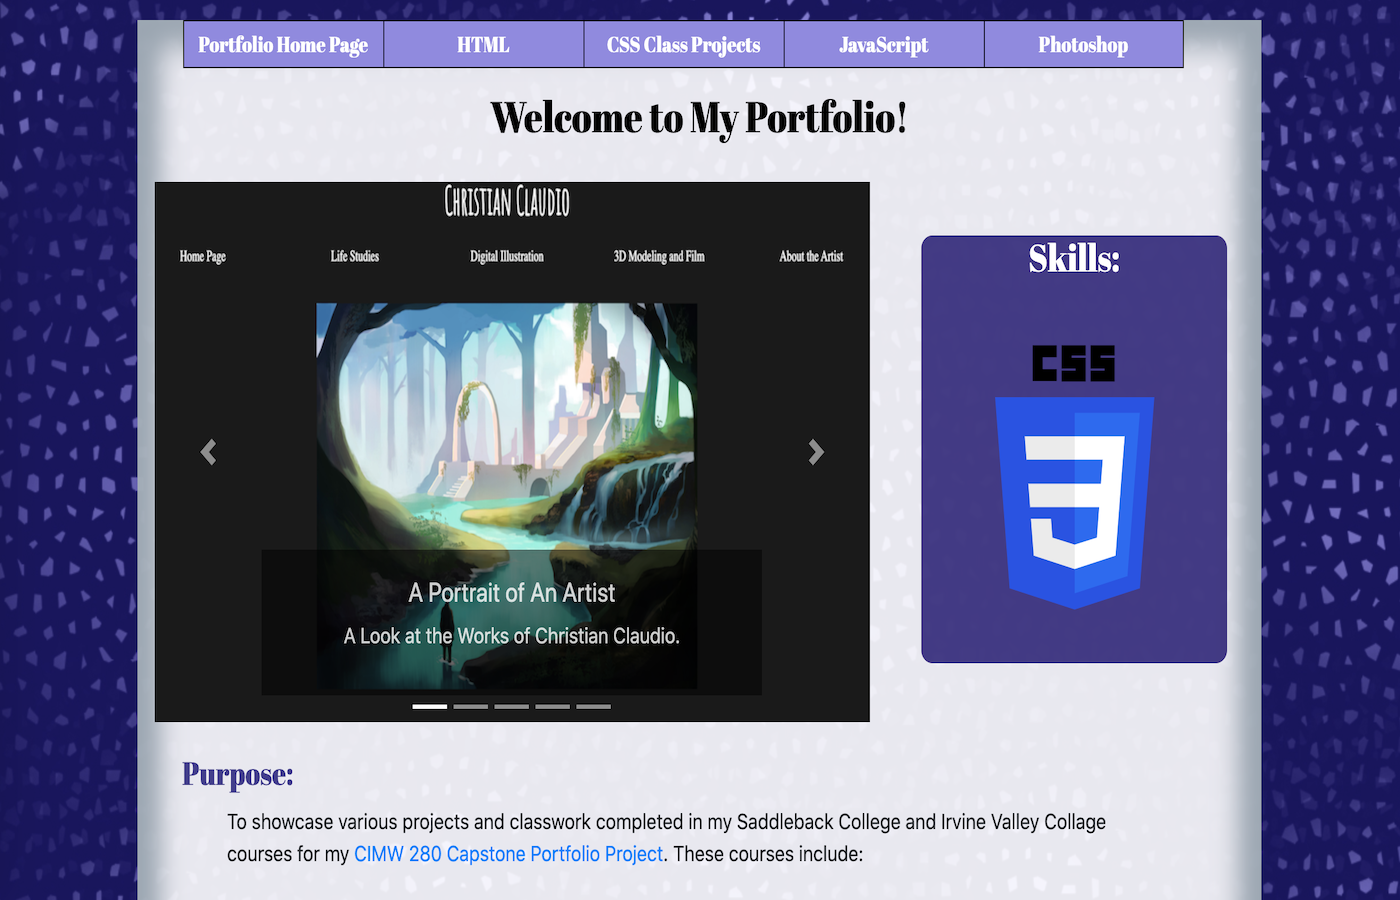 Portfolio Home Page HTML CSS Class Projects JavaScript Photoshop
Welcome to My Portfolio!
Christian Claudio
Home Page Life Studies Digital Illustration 3D Modeling and Film About the Artist
A Portrait of An Artist
A Look at the Works of Christian Claudio.
Skills:
CSS
3
Purpose:
To showcase various projects and classwork completed in my Saddleback College and Irvine Valley Collage
courses for my CIMW 280 Capstone Portfolio Project. These courses include: